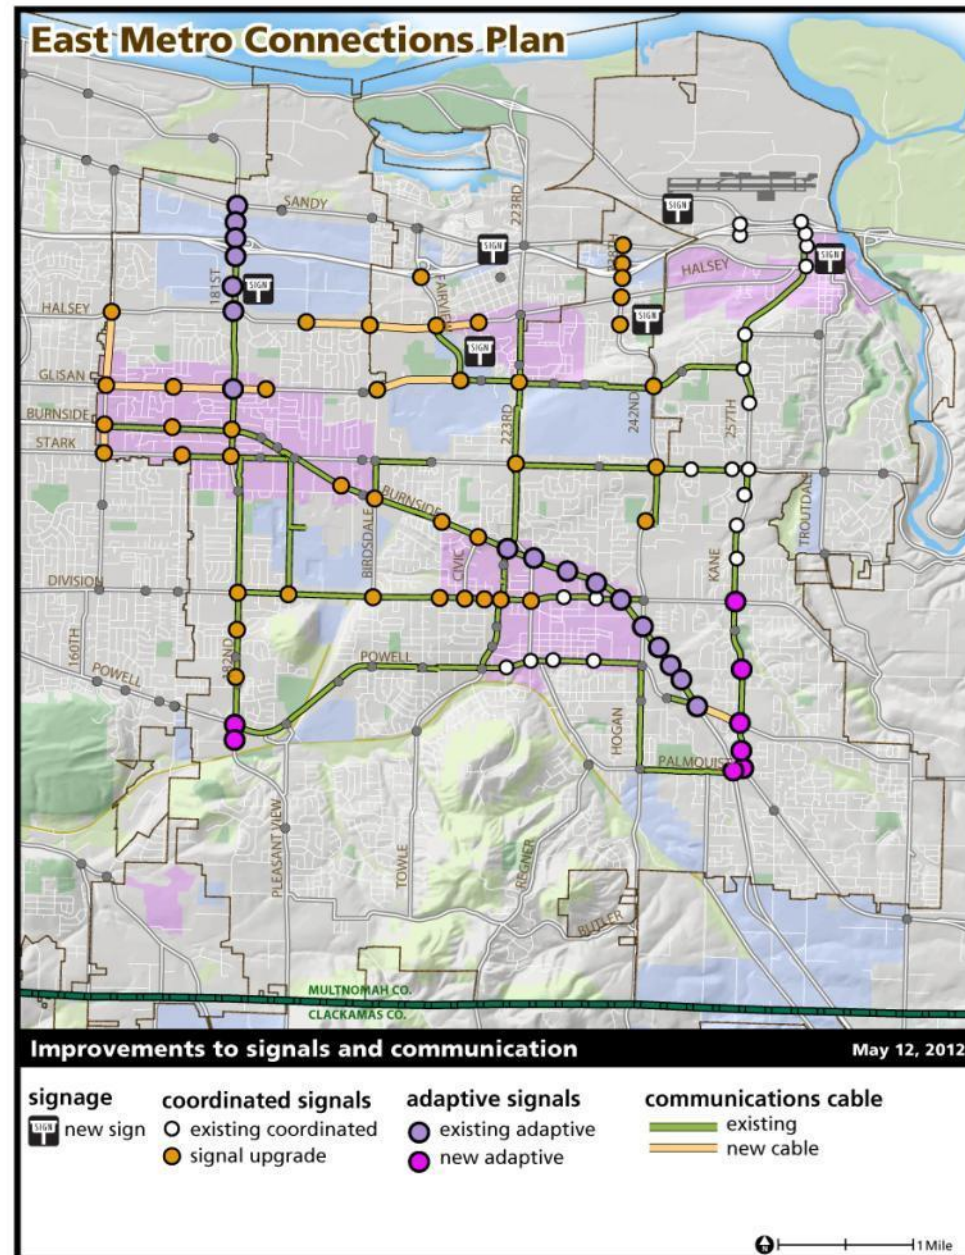 East Metro Connections Plan
SANDY
223RD
SIGN
SIGN
SIGN
SIGN
181ST
FAIRVIEW
HALSEY
HALSEY
SIGN
SIGN
GLISAN
BURNSIDE
STARK
223RD
242ND
257TH
BURNSIDE
BIRDSDALE
CIVIC
KANE
TROUTDALE
DIVISION
160TH
182ND
POWELL
POWELL
HOGAN
PALMQUIST
PLEASANT VIEW
TOWLE
REGNER
BUTLER
MULTNOMAH CO.
CLACKAMAS CO.
Improvements to signals and communication
May 12, 2012
signage
SIGN new sign
coordinated signals
existing coordinated
signal upgrade
adaptive signals
existing adaptive
new adaptive
communications cable
existing
new cable
N
1 Mile